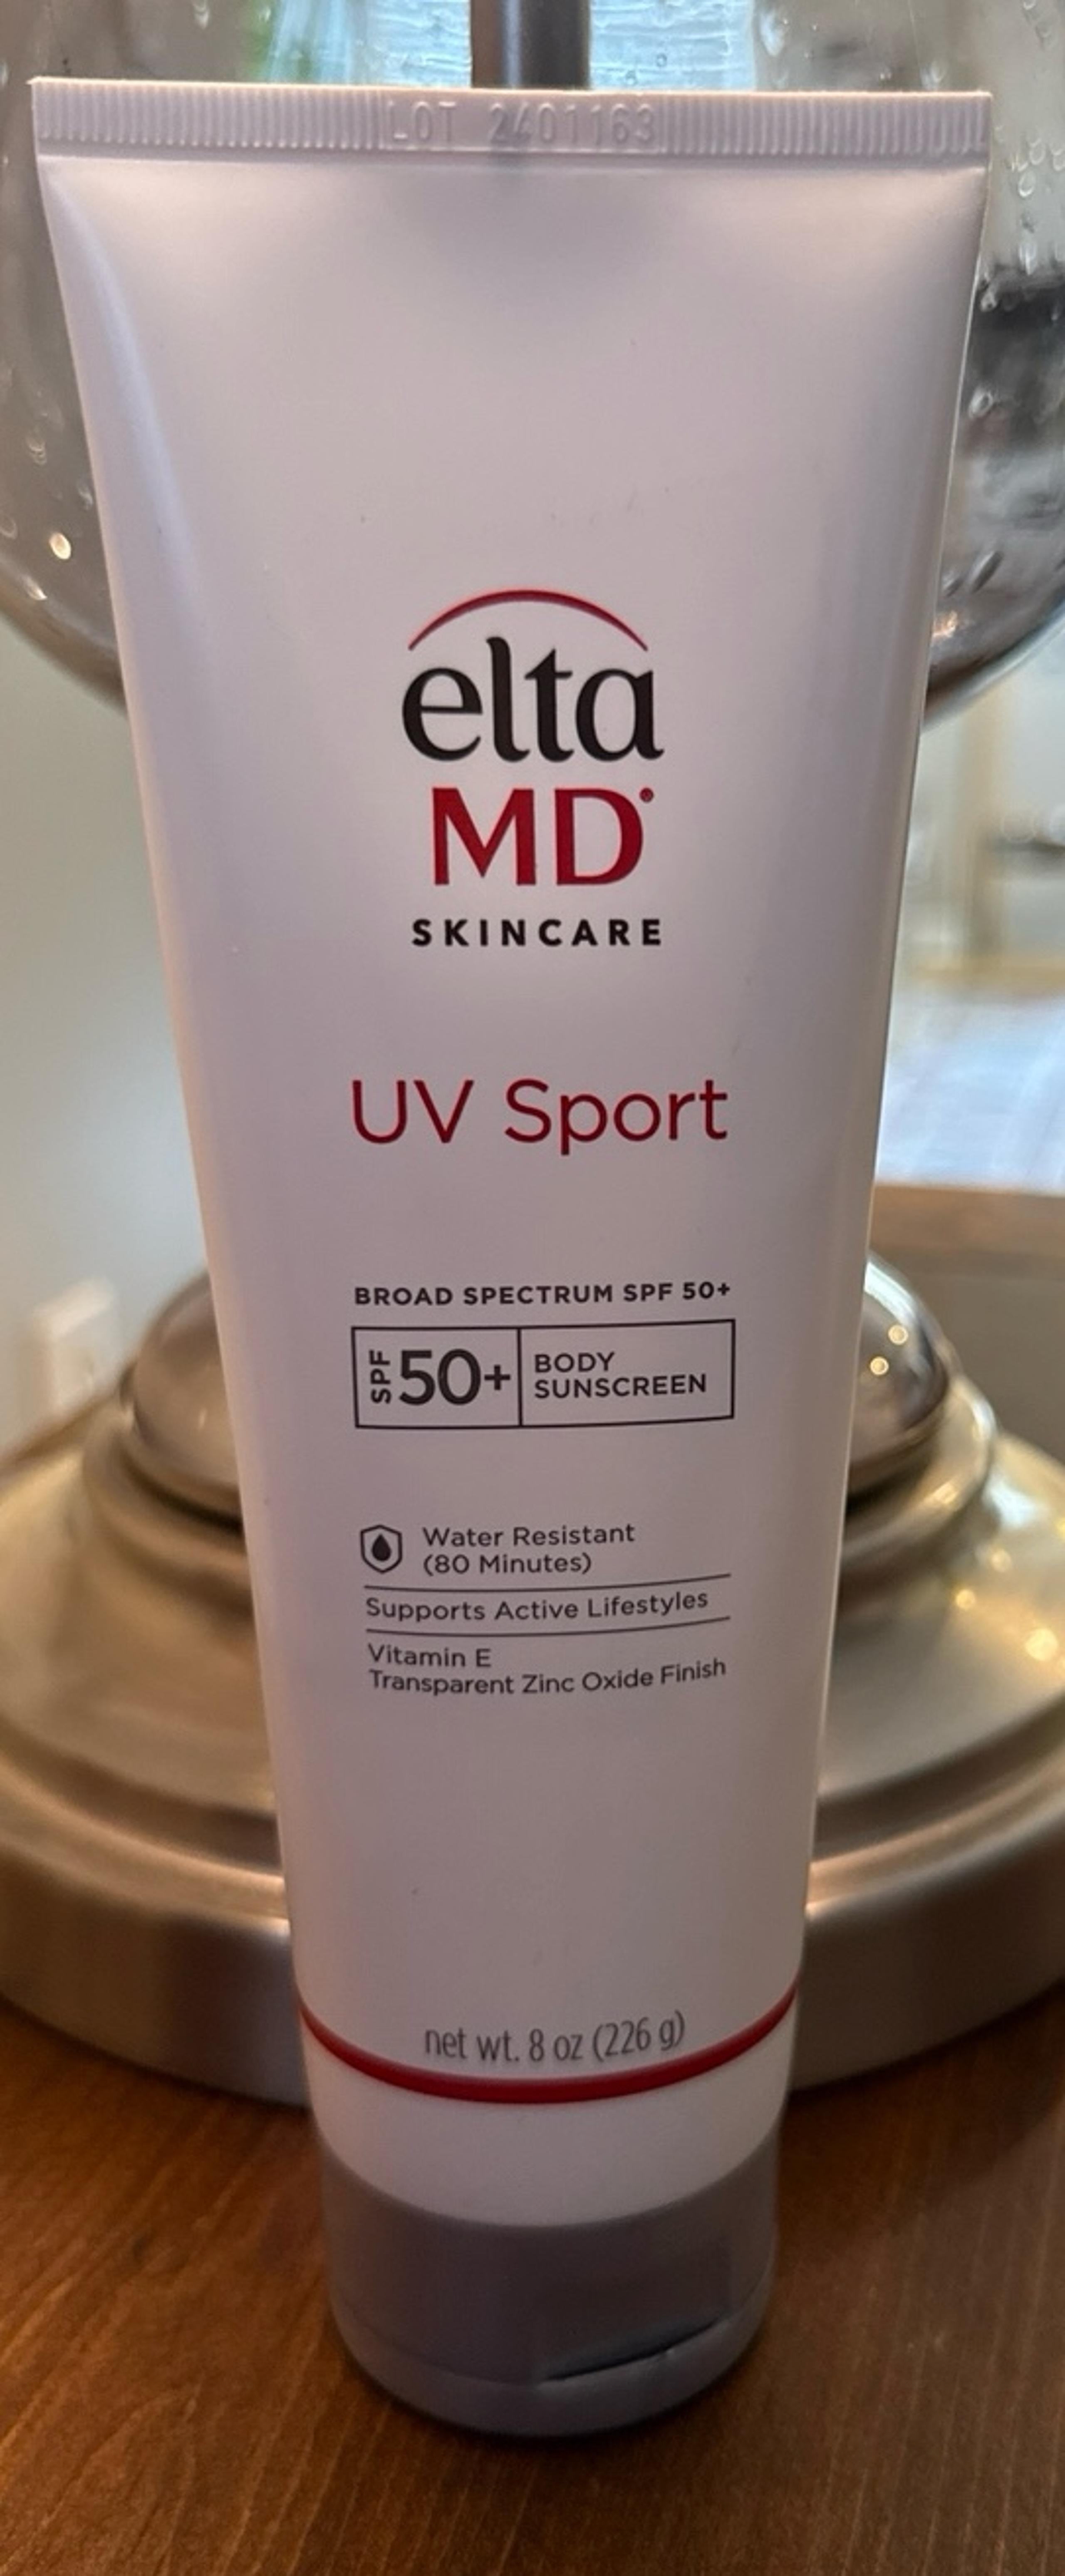 LOT 2401163
elta
MD®
SKINCARE
UV Sport
BROAD SPECTRUM SPF 50+
SPF 50+ BODY
SUNSCREEN
Water Resistant
(80 Minutes)
Supports Active Lifestyles
Vitamin E
Transparent Zinc Oxide Finish
net wt. 8 oz (226 g)